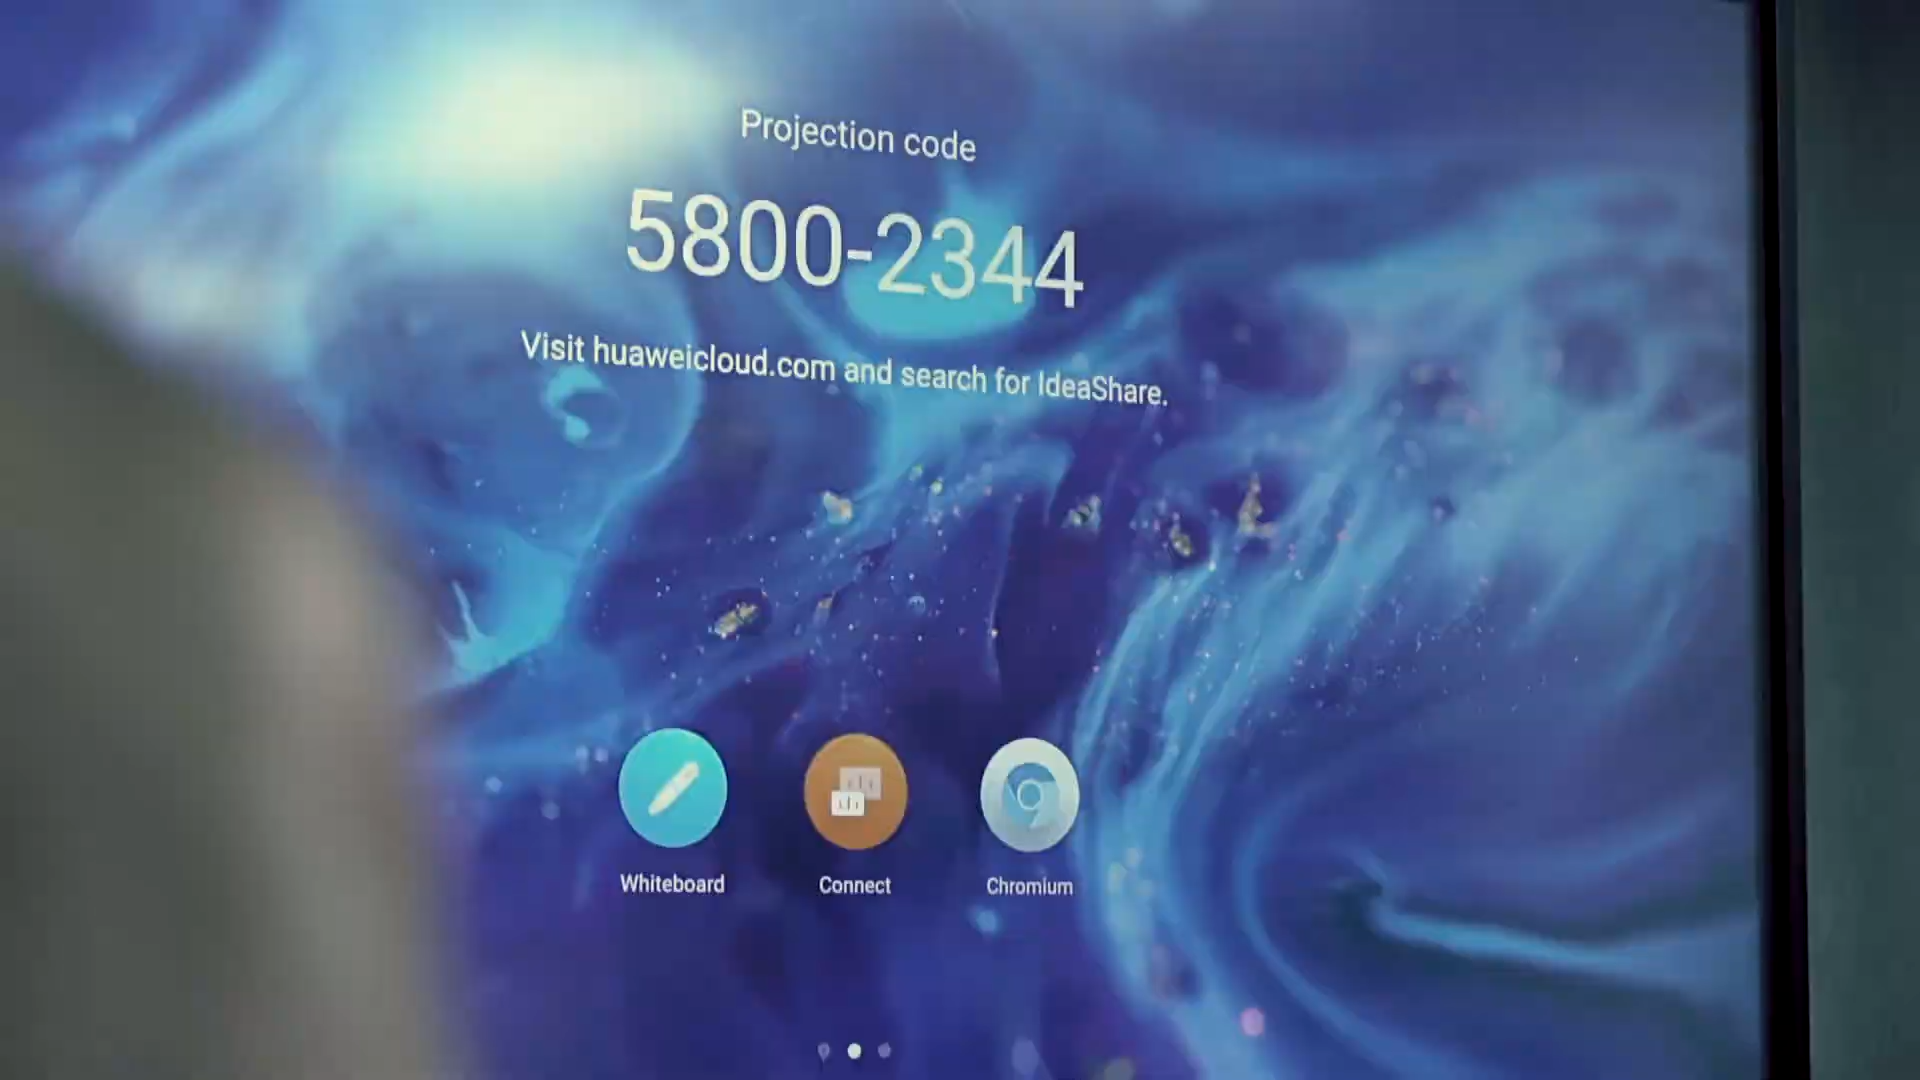 Projection code
5800-2344
Visit huaweicloud.com and search for IdeaShare.
Whiteboard
Connect
Chromium